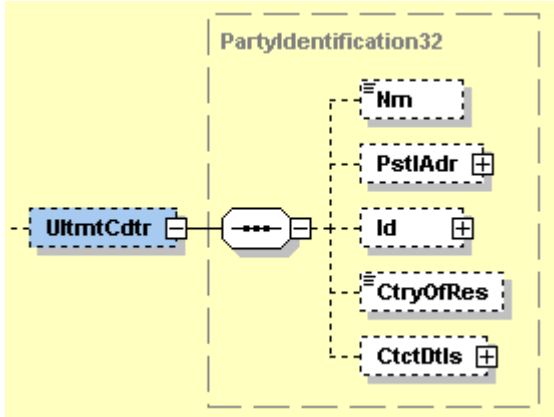 PartyIdentification32
Nm
PstlAdr
UltmtCdtr
Id
CtryOfRes
CtctDtls